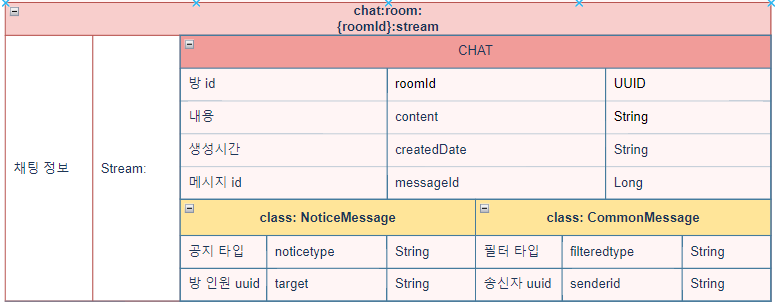 chat:room:
{roomId}:stream
채팅 정보
Stream:
CHAT
방 id roomId UUID
내용 content String
생성시간 createdDate String
메시지 id messageId Long
class: NoticeMessage class: CommonMessage
공지 타입 noticetype String 필터 타입 filteredtype String
방 인원 uuid target String 송신자 uuid senderid String